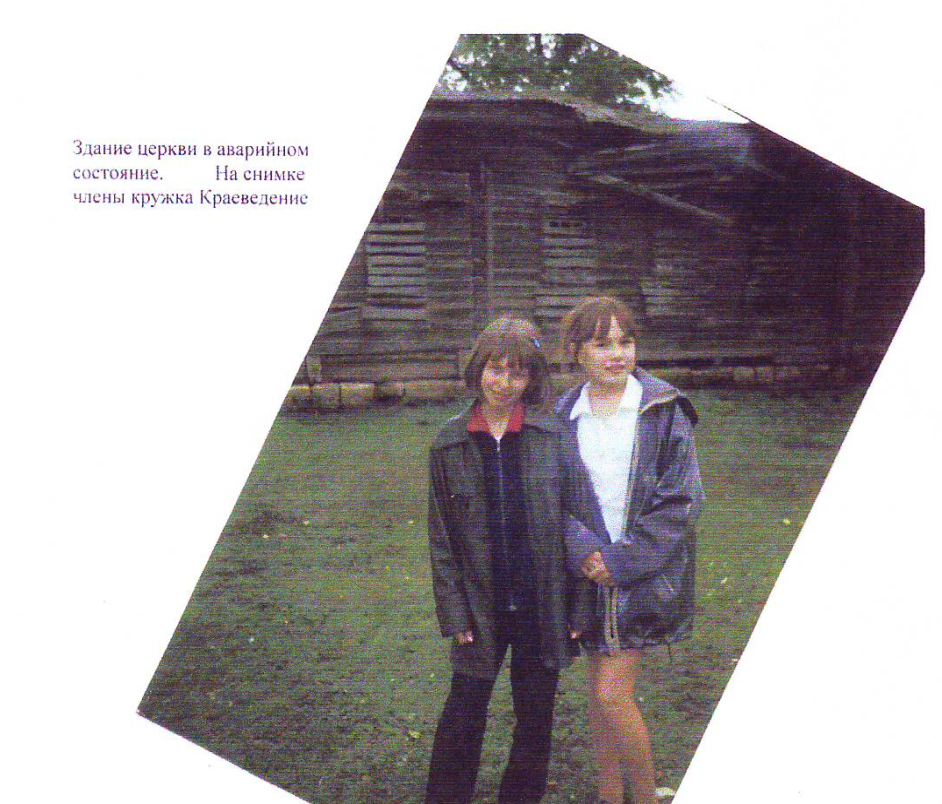 Здание церкви в аварийном
состояние. На снимке
члены кружка Краеведение